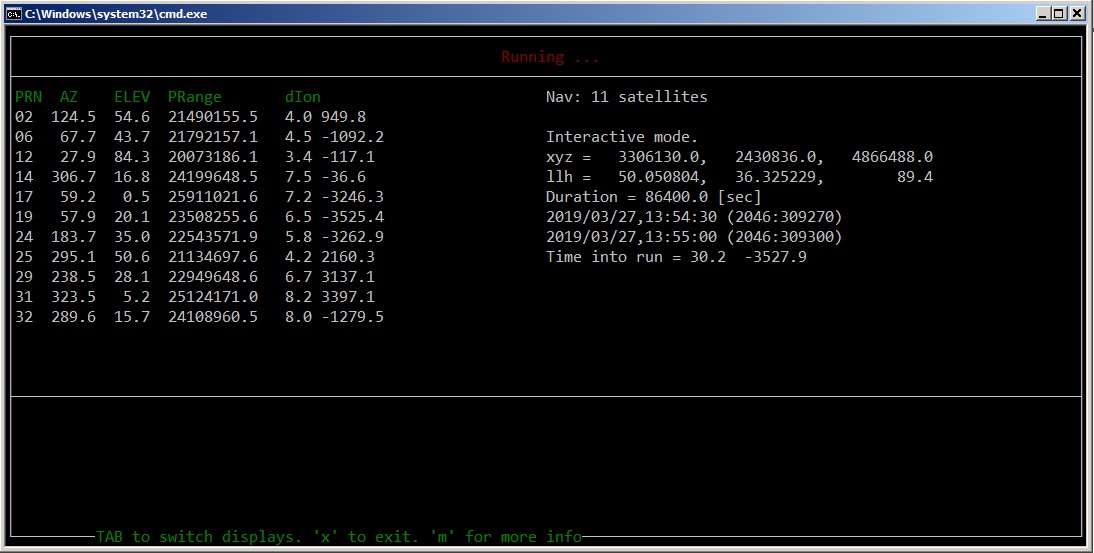 C:\Windows\system32\cmd.exe
Running ...
PRN AZ ELEV PRange dIon
02 124.5 54.6 21490155.5 4.0 949.8
06 67.7 43.7 21792157.1 4.5 -1092.2
12 27.9 84.3 20073186.1 3.4 -117.1
14 306.7 16.8 24199648.5 7.5 -36.6
17 59.2 0.5 25911021.6 7.2 -3246.3
19 57.9 20.1 23508255.6 6.5 -3525.4
24 183.7 35.0 22543571.9 5.8 -3262.9
25 295.1 50.6 21134697.6 4.2 2160.3
29 238.5 28.1 22949648.6 6.7 3137.1
31 323.5 5.2 25124171.0 8.2 3397.1
32 289.6 15.7 24108960.5 8.0 -1279.5
Nav: 11 satellites
Interactive mode.
xyz = 3306130.0, 2430836.0, 4866488.0
llh = 50.050804, 36.325229, 89.4
Duration = 86400.0 [sec]
2019/03/27,13:54:30 (2046:309270)
2019/03/27,13:55:00 (2046:309300)
Time into run = 30.2 -3527.9
TAB to switch displays. 'x' to exit. 'm' for more info